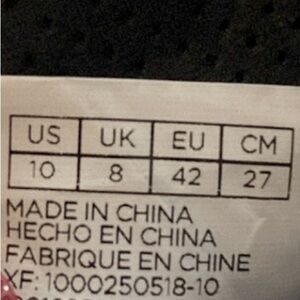 US UK EU CM
10 8 42 27
MADE IN CHINA
HECHO EN CHINA
FABRIQUE EN CHINE
XF: 1000250518-10